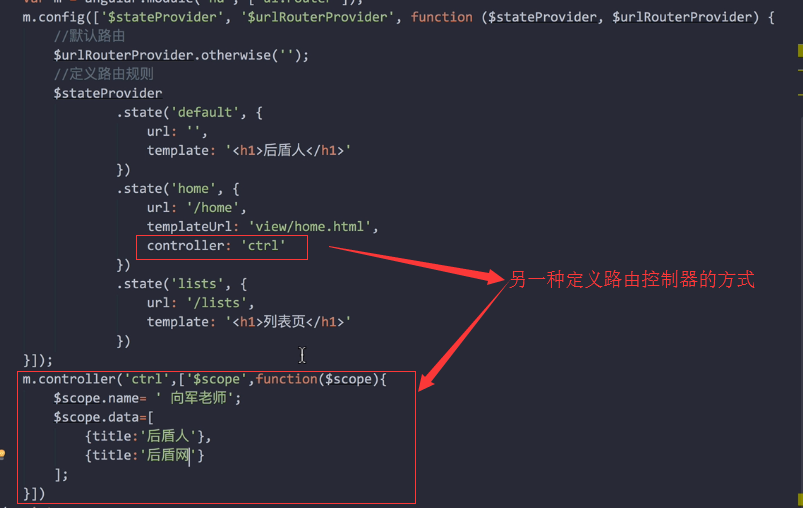 var m = angular.module('hd', ['ui.router']);
m.config(['$stateProvider', '$urlRouterProvider', function ($stateProvider, $urlRouterProvider) {
//默认路由
$urlRouterProvider.otherwise('');
//定义路由规则
$stateProvider
.state('default', {
url: '',
template: '<h1>后盾人</h1>'
})
.state('home', {
url: '/home',
templateUrl: 'view/home.html',
controller: 'ctrl'
})
另一种定义路由控制器的方式
.state('lists', {
url: '/lists',
template: '<h1>列表页</h1>'
})
}]);
m.controller('ctrl',['$scope',function($scope){
$scope.name= ' 向军老师';
$scope.data=[
{title:'后盾人'},
{title:'后盾网'}
];
}])